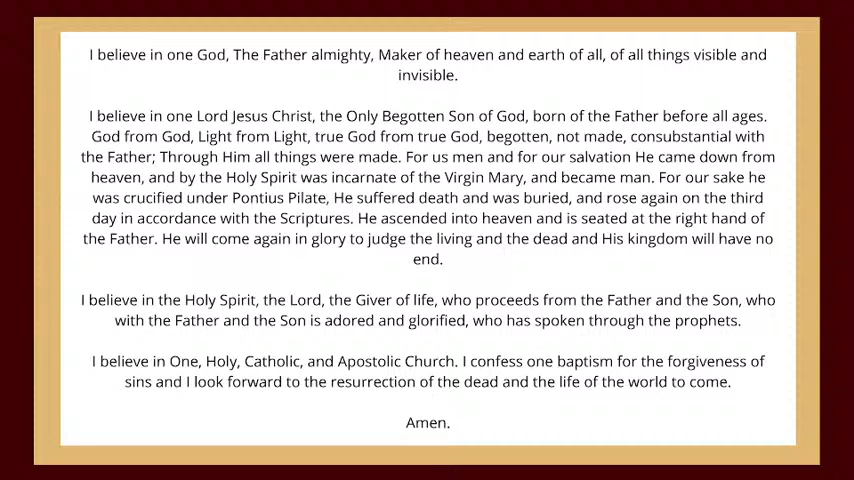 I believe in one God, The Father almighty, Maker of heaven and earth of all, of all things visible and
invisible.
I believe in one Lord Jesus Christ, the Only Begotten Son of God, born of the Father before all ages.
God from God, Light from Light, true God from true God, begotten, not made, consubstantial with
the Father; Through Him all things were made. For us men and for our salvation He came down from
heaven, and by the Holy Spirit was incarnate of the Virgin Mary, and became man. For our sake he
was crucified under Pontius Pilate, He suffered death and was buried, and rose again on the third
day in accordance with the Scriptures. He ascended into heaven and is seated at the right hand of
the Father. He will come again in glory to judge the living and the dead and His kingdom will have no
end.
I believe in the Holy Spirit, the Lord, the Giver of life, who proceeds from the Father and the Son, who
with the Father and the Son is adored and glorified, who has spoken through the prophets.
I believe in One, Holy, Catholic, and Apostolic Church. I confess one baptism for the forgiveness of
sins and I look forward to the resurrection of the dead and the life of the world to come.
Amen.